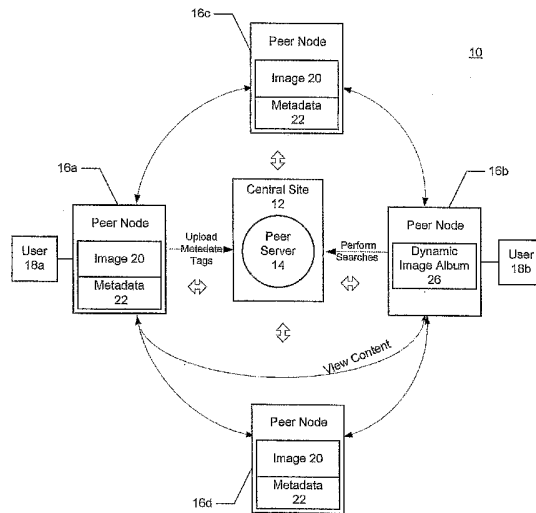 16c
Peer Node
Image 20
Metadata
22
10
16a
Peer Node
Image 20
Metadata
22
User
18a
Upload
Metadata
Tags
Central Site
12
Peer
Server
14
Perform
Searches
16b
Peer Node
Dynamic
Image Album
26
User
18b
View Content
Peer Node
Image 20
Metadata
22
16d